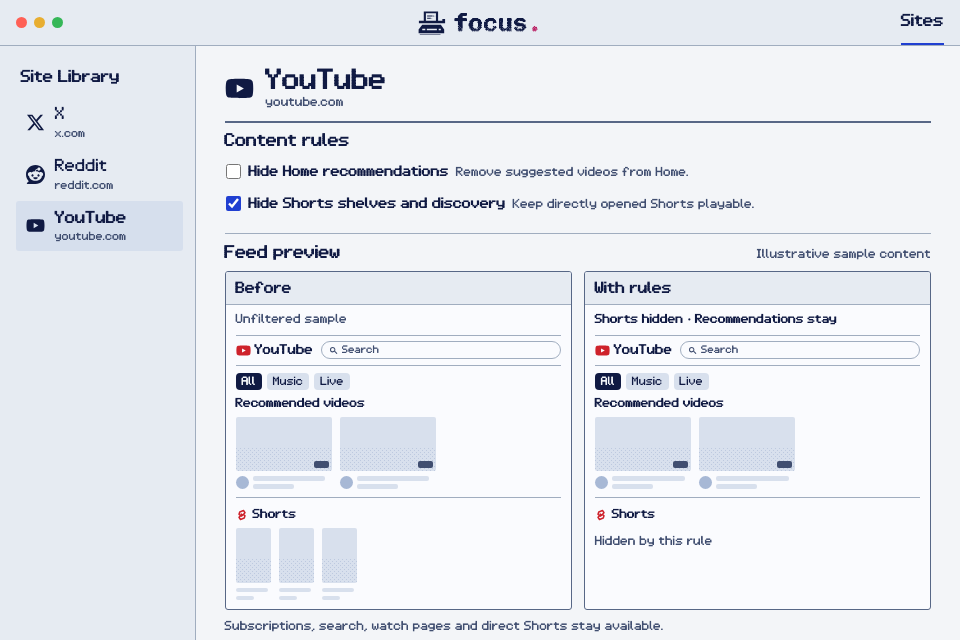 focus.
Sites
Site Library
X
x.com
Reddit
reddit.com
YouTube
youtube.com
YouTube
youtube.com
Content rules
Hide Home recommendations Remove suggested videos from Home.
Hide Shorts shelves and discovery Keep directly opened Shorts playable.
Feed preview
Illustrative sample content
Before
Unfiltered sample
YouTube Search
All Music Live
Recommended videos
Shorts
With rules
Shorts hidden · Recommendations stay
YouTube Search
All Music Live
Recommended videos
Shorts
Hidden by this rule
Subscriptions, search, watch pages and direct Shorts stay available.